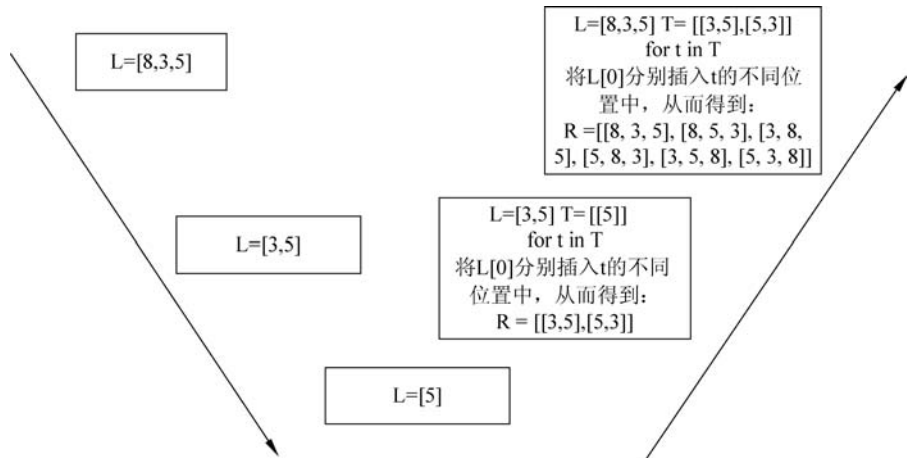 L=[8,3,5]
L=[8,3,5] T= [[3,5],[5,3]]
for t in T
将L[0]分别插入t的不同位
置中，从而得到：
R =[[8, 3, 5], [8, 5, 3], [3, 8,
5], [5, 8, 3], [3, 5, 8], [5, 3, 8]]
L=[3,5]
L=[3,5] T= [[5]]
for t in T
将L[0]分别插入t的不同
位置中，从而得到：
R = [[3,5],[5,3]]
L=[5]